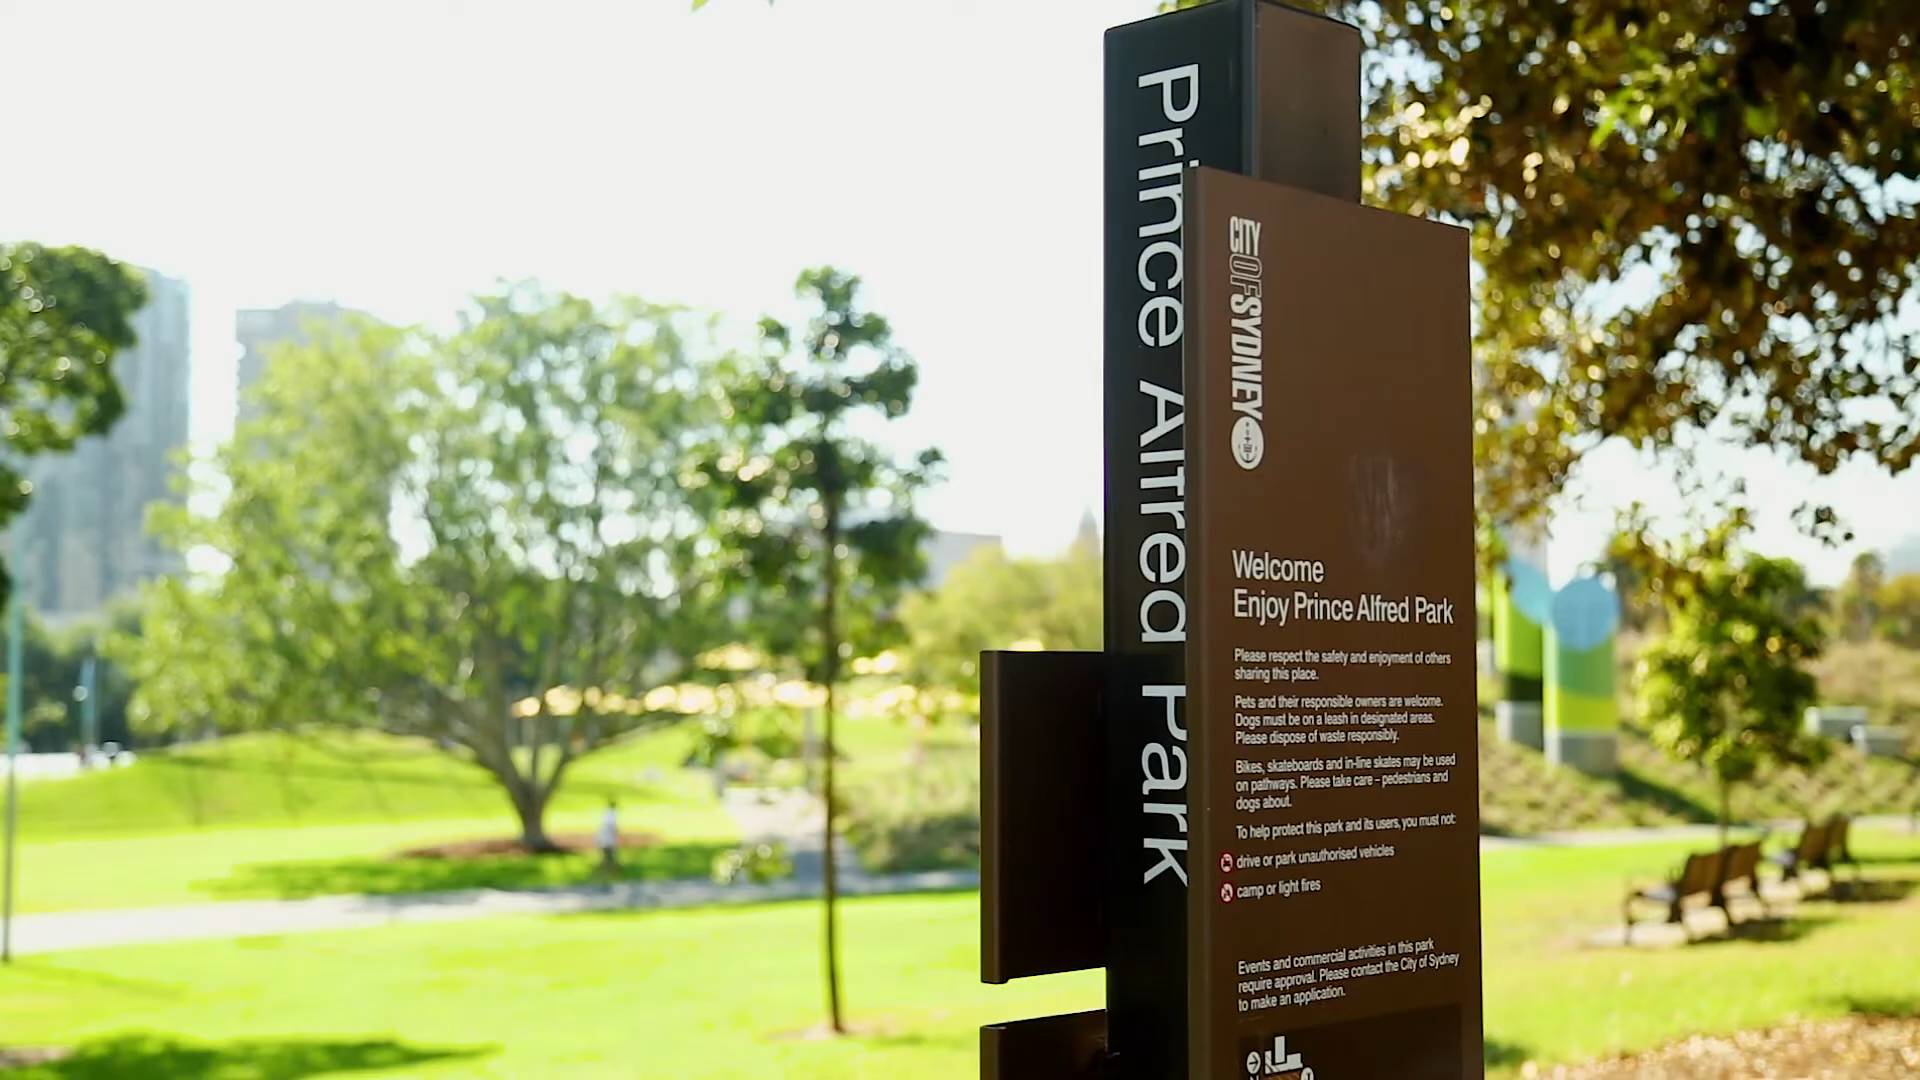 Prince Alfred Park
CITY OF SYDNEY
Welcome
Enjoy Prince Alfred Park
Please respect the safety and enjoyment of others
sharing this place.
Pets and their responsible owners are welcome.
Dogs must be on a leash in designated areas.
Please dispose of waste responsibly.
Bikes, skateboards and in-line skates may be used
on pathways. Please take care – pedestrians and
dogs about.
To help protect this park and its users, you must not:
drive or park unauthorised vehicles
camp or light fires
Events and commercial activities in this park
require approval. Please contact the City of Sydney
to make an application.